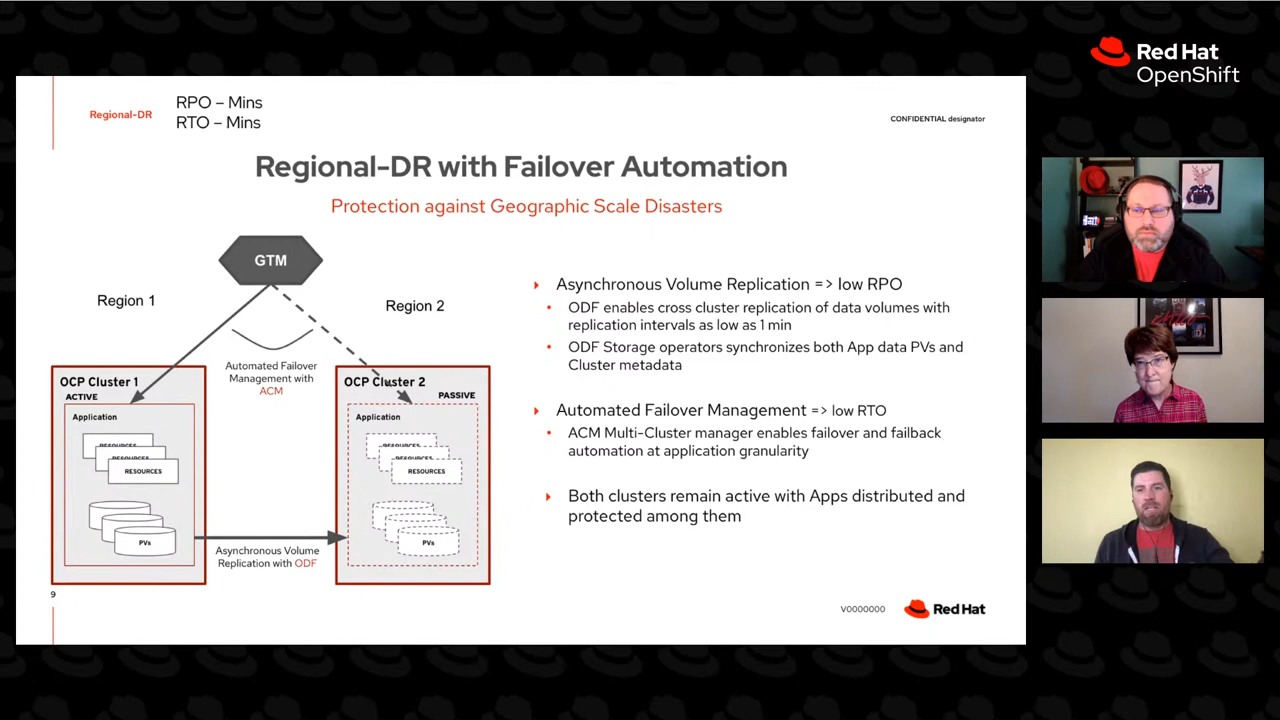 Red Hat
OpenShift
Regional-DR
RPO – Mins
RTO – Mins
CONFIDENTIAL designator
Regional-DR with Failover Automation
Protection against Geographic Scale Disasters
GTM
Region 1
Region 2
Automated Failover
Management with
ACM
OCP Cluster 1
ACTIVE
Application
RESOURCES
RESOURCES
RESOURCES
PVs
OCP Cluster 2
PASSIVE
Application
RESOURCES
RESOURCES
RESOURCES
PVs
Asynchronous Volume
Replication with ODF
Asynchronous Volume Replication => low RPO
ODF enables cross cluster replication of data volumes with
replication intervals as low as 1 min
ODF Storage operators synchronizes both App data PVs and
Cluster metadata
Automated Failover Management => low RTO
ACM Multi-Cluster manager enables failover and failback
automation at application granularity
Both clusters remain active with Apps distributed and
protected among them
9
V0000000
Red Hat